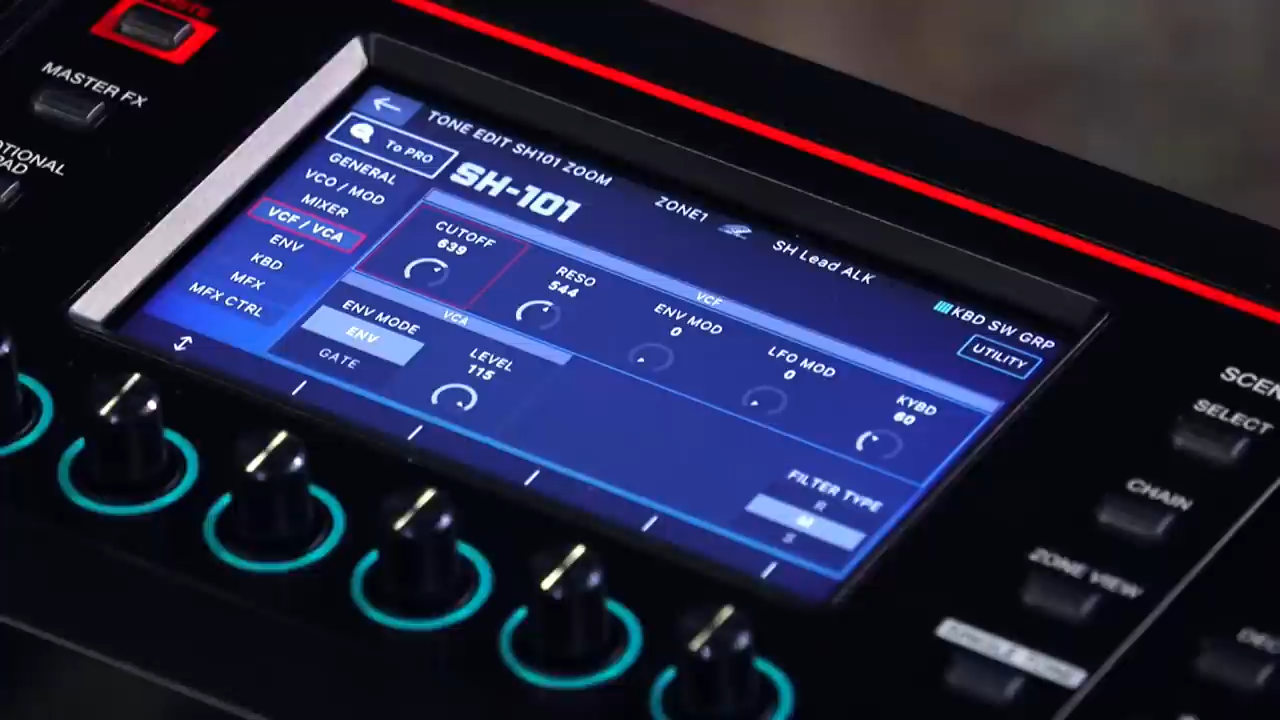 MASTER FX
TONE EDIT SH101 ZOOM
To PRO
SH-101
ZONE1
SH Lead ALK
KBD SW GRP
UTILITY
GENERAL
VCO / MOD
MIXER
VCF / VCA
ENV
KBD
MFX
MFX CTRL
VCF
CUTOFF
639
RESO
544
ENV MOD
0
LFO MOD
0
KYBD
60
VCA
ENV MODE
ENV
GATE
LEVEL
115
FILTER TYPE
R
M
S
SELECT
CHAIN
ZONE VIEW
SINGLE TONE